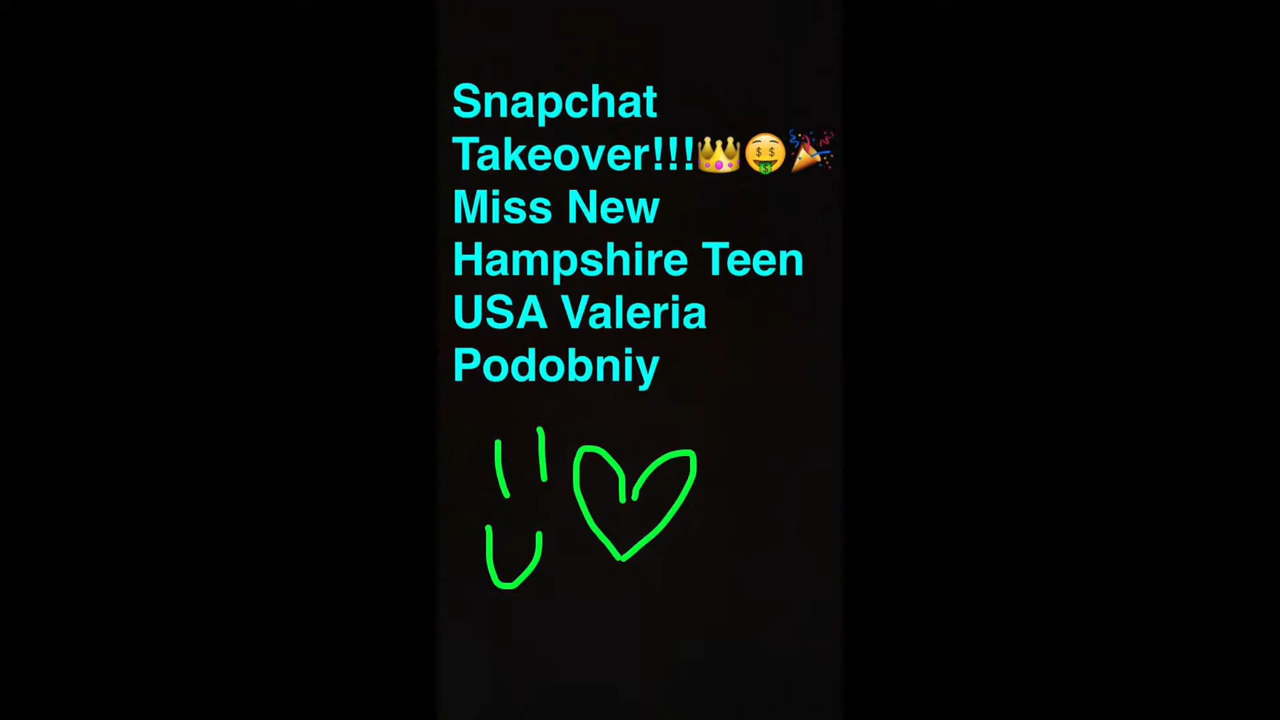 Snapchat
Takeover!!!👑🤑🎉
Miss New
Hampshire Teen
USA Valeria
Podobniy